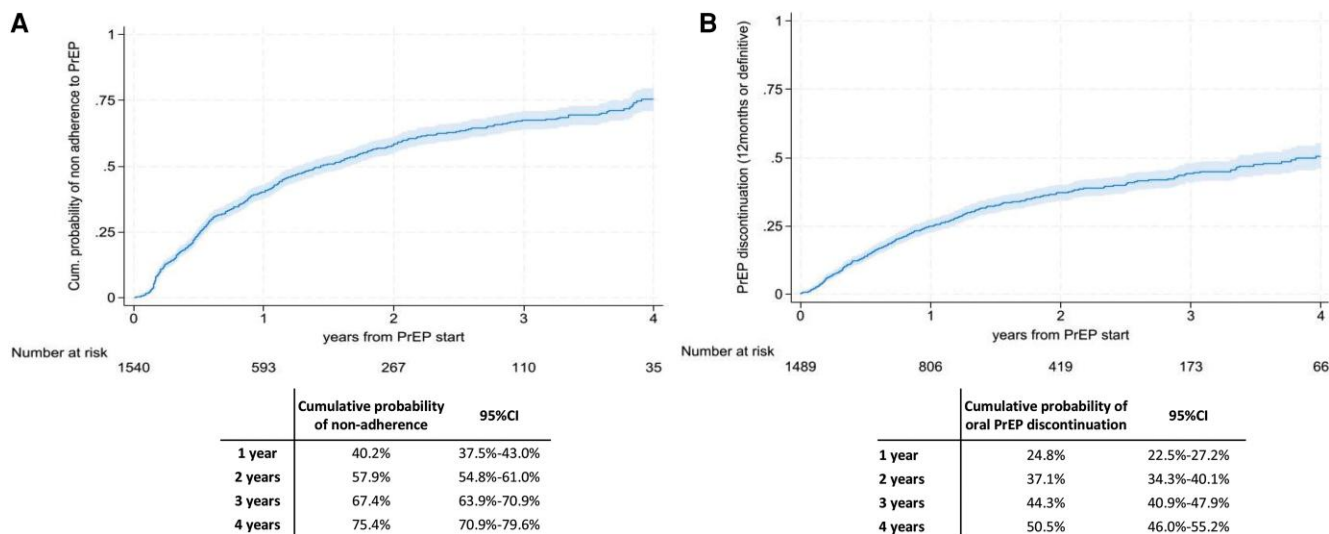 A
Cum. probability of non adherence to PrEP
1
.75
.5
.25
0
0 1 2 3 4
years from PrEP start
Number at risk
1540 593 267 110 35
Cumulative probability of non-adherence 95%CI
1 year 40.2% 37.5%-43.0%
2 years 57.9% 54.8%-61.0%
3 years 67.4% 63.9%-70.9%
4 years 75.4% 70.9%-79.6%
B
PrEP discontinuation (12months or definitive)
1
.75
.5
.25
0
0 1 2 3 4
years from PrEP start
Number at risk
1489 806 419 173 66
Cumulative probability of oral PrEP discontinuation 95%CI
1 year 24.8% 22.5%-27.2%
2 years 37.1% 34.3%-40.1%
3 years 44.3% 40.9%-47.9%
4 years 50.5% 46.0%-55.2%